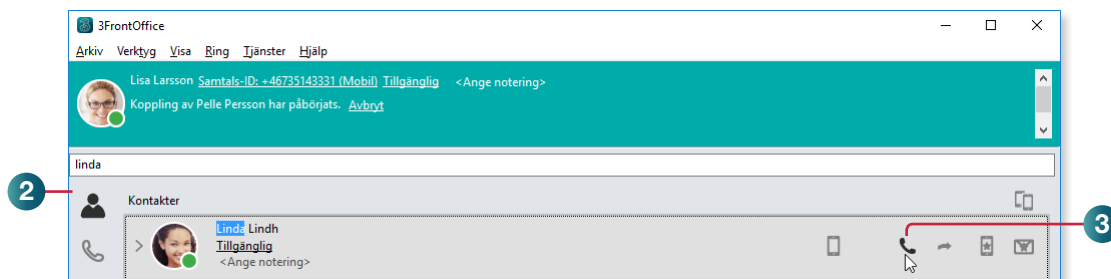 3FrontOffice
Arkiv Verktyg Visa Ring Tjänster Hjälp
Lisa Larsson Samtals-ID: +46735143331 (Mobil) Tillgänglig <Ange notering>
Koppling av Pelle Persson har påbörjats. Avbryt
linda
2
Kontakter
Linda Lindh
3
Tillgänglig
<Ange notering>